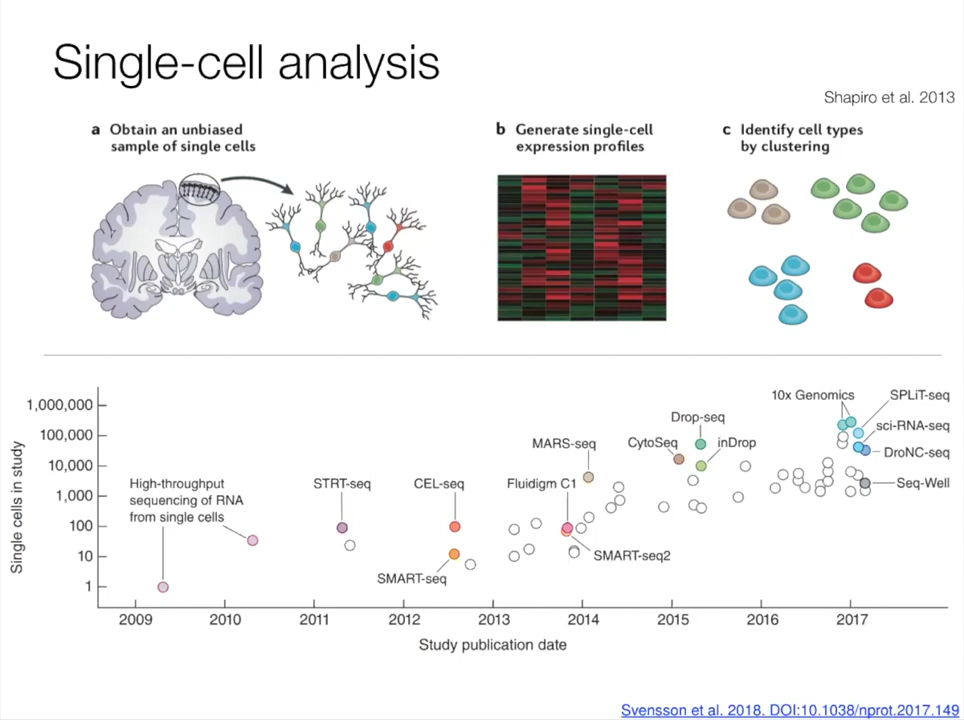 Single-cell analysis
Shapiro et al. 2013
a Obtain an unbiased
sample of single cells
b Generate single-cell
expression profiles
c Identify cell types
by clustering
Single cells in study
1,000,000
100,000
10,000
1,000
100
10
1
High-throughput
sequencing of RNA
from single cells
STRT-seq
CEL-seq
SMART-seq
Fluidigm C1
SMART-seq2
MARS-seq
CytoSeq
Drop-seq
inDrop
10x Genomics
SPLiT-seq
sci-RNA-seq
DroNC-seq
Seq-Well
2009 2010 2011 2012 2013 2014 2015 2016 2017
Study publication date
Svensson et al. 2018. DOI:10.1038/nprot.2017.149